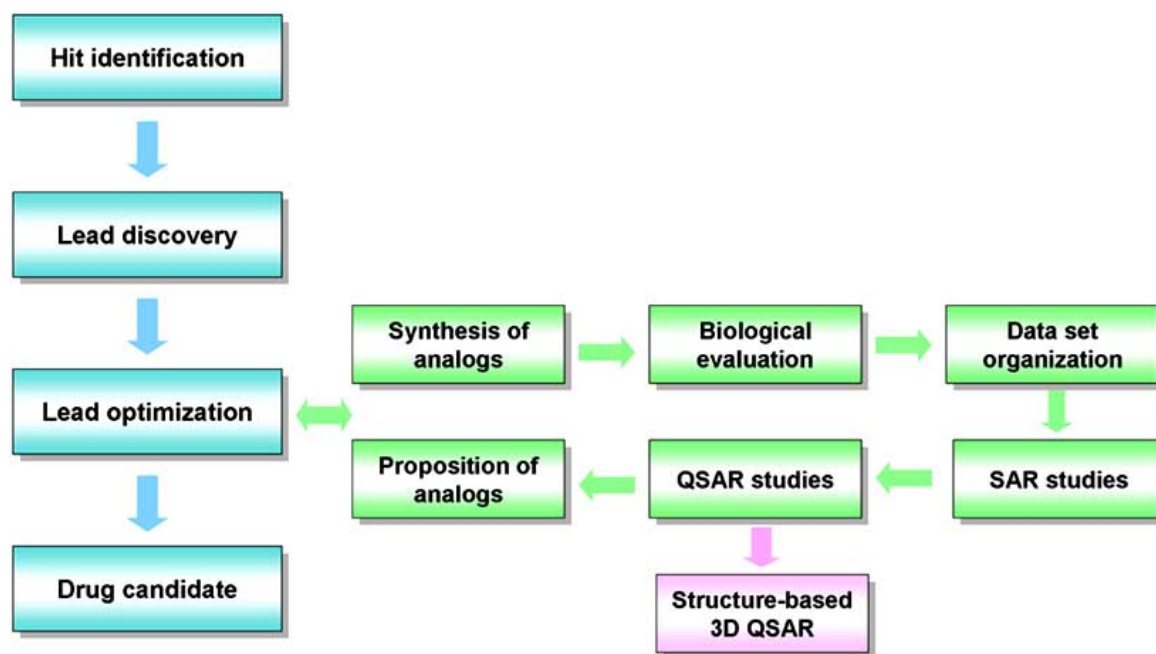 Hit identification
Lead discovery
Lead optimization
Drug candidate
Synthesis of
analogs
Biological
evaluation
Data set
organization
SAR studies
QSAR studies
Proposition of
analogs
Structure-based
3D QSAR